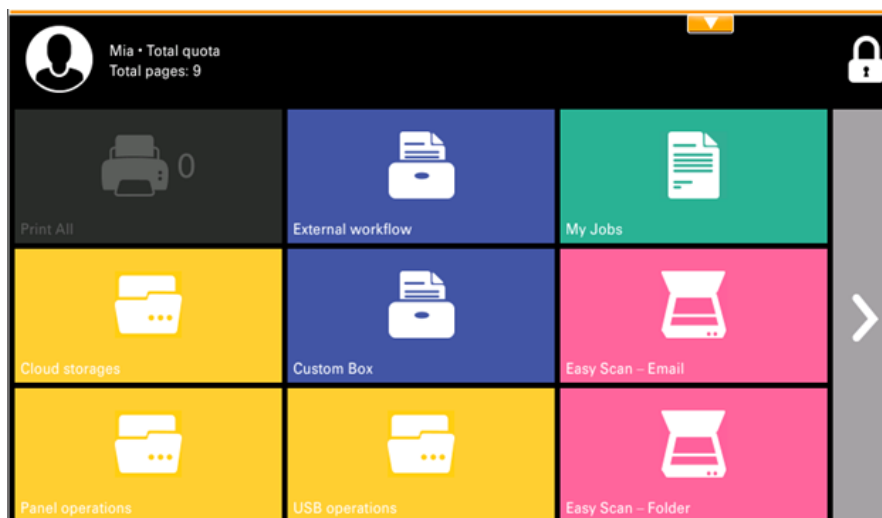 Mia • Total quota
Total pages: 9
0
Print All
External workflow
My Jobs
Cloud storages
Custom Box
Easy Scan – Email
Panel operations
USB operations
Easy Scan – Folder